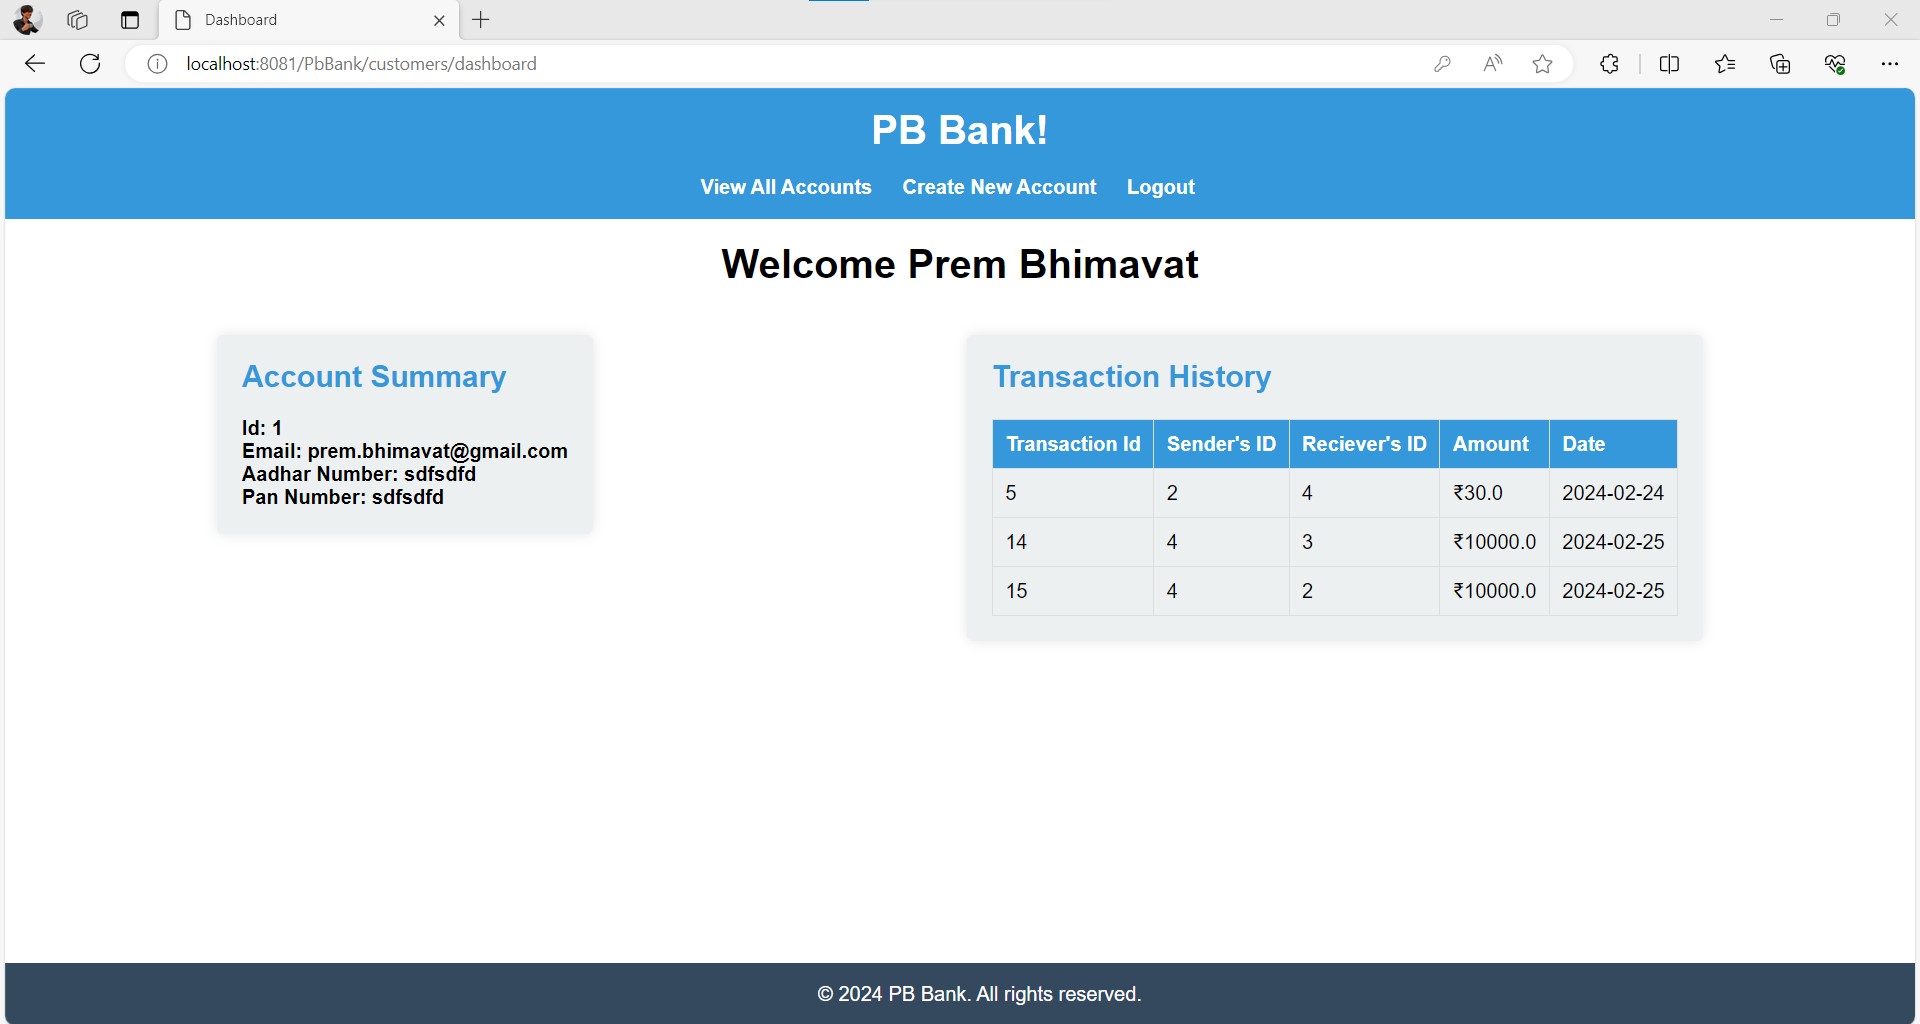 Dashboard
localhost:8081/PbBank/customers/dashboard
PB Bank!
View All Accounts Create New Account Logout
Welcome Prem Bhimavat
Account Summary
Id: 1
Email: prem.bhimavat@gmail.com
Aadhar Number: sdfsdfd
Pan Number: sdfsdfd
Transaction History
Transaction Id Sender's ID Reciever's ID Amount Date
5 2 4 ₹30.0 2024-02-24
14 4 3 ₹10000.0 2024-02-25
15 4 2 ₹10000.0 2024-02-25
© 2024 PB Bank. All rights reserved.